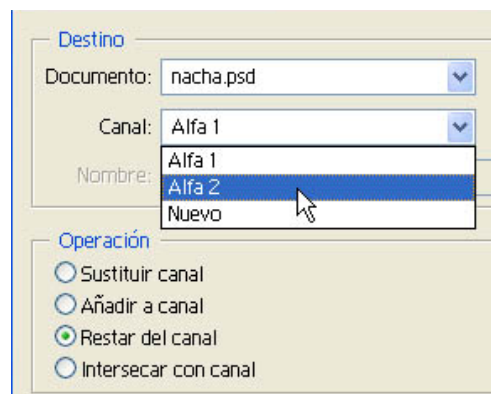 Destino
Documento: nacha.psd
Canal: Alfa 1
Alfa 1
Nombre:
Alfa 2
Nuevo
Operación
Sustituir canal
Añadir a canal
Restar del canal
Intersecar con canal